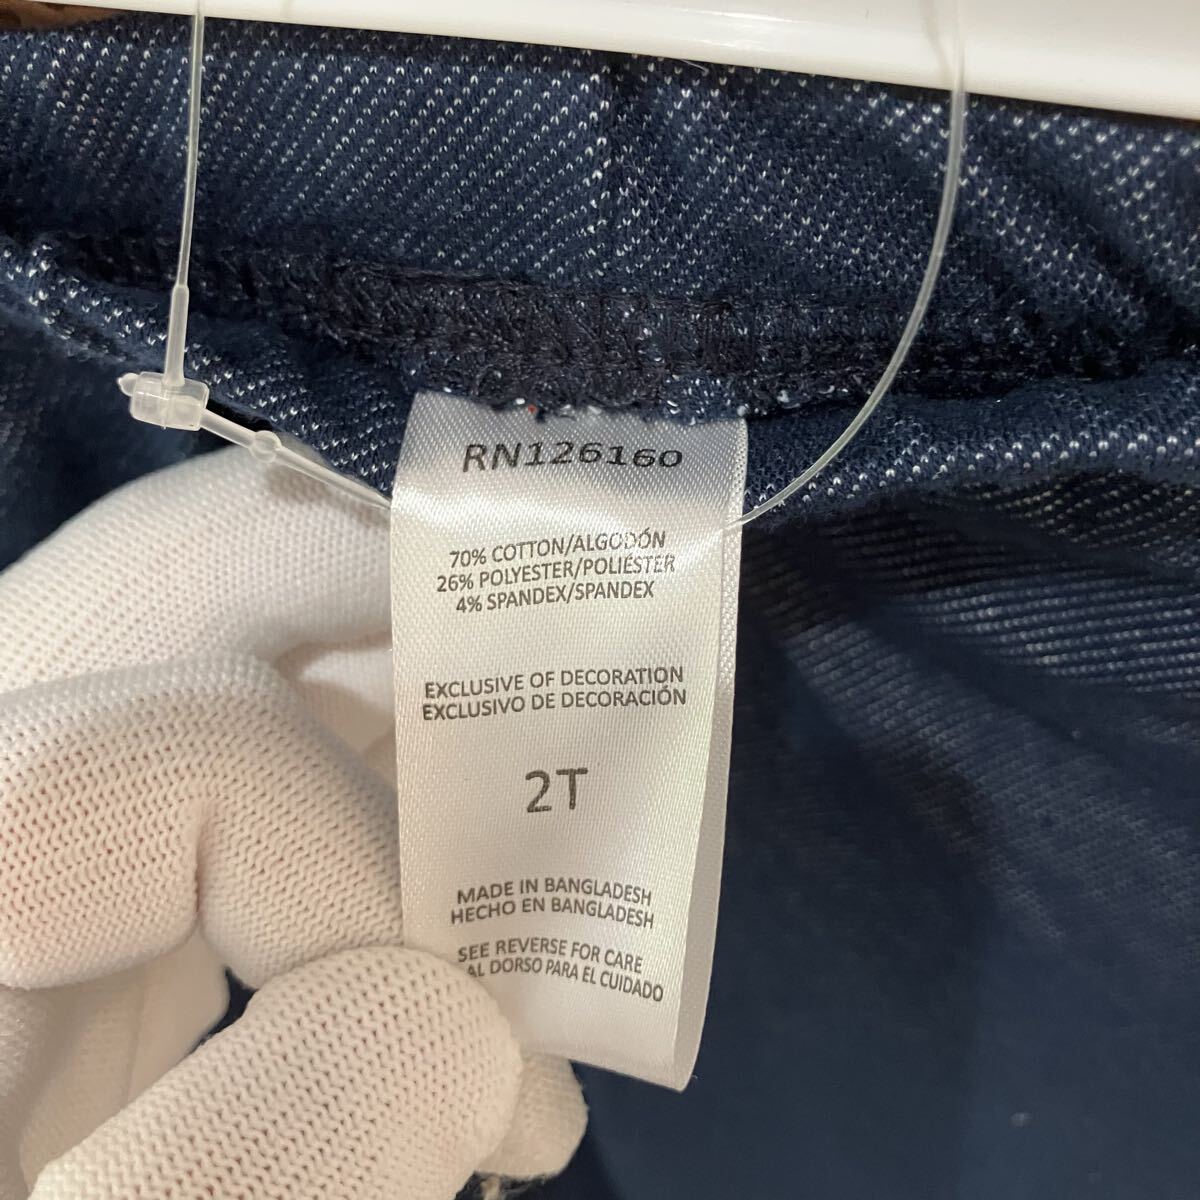 RN126160
70% COTTON/ALGODÓN
26% POLYESTER/POLIÉSTER
4% SPANDEX/SPANDEX
EXCLUSIVE OF DECORATION
EXCLUSIVO DE DECORACIÓN
2T
MADE IN BANGLADESH
HECHO EN BANGLADESH
SEE REVERSE FOR CARE
AL DORSO PARA EL CUIDADO